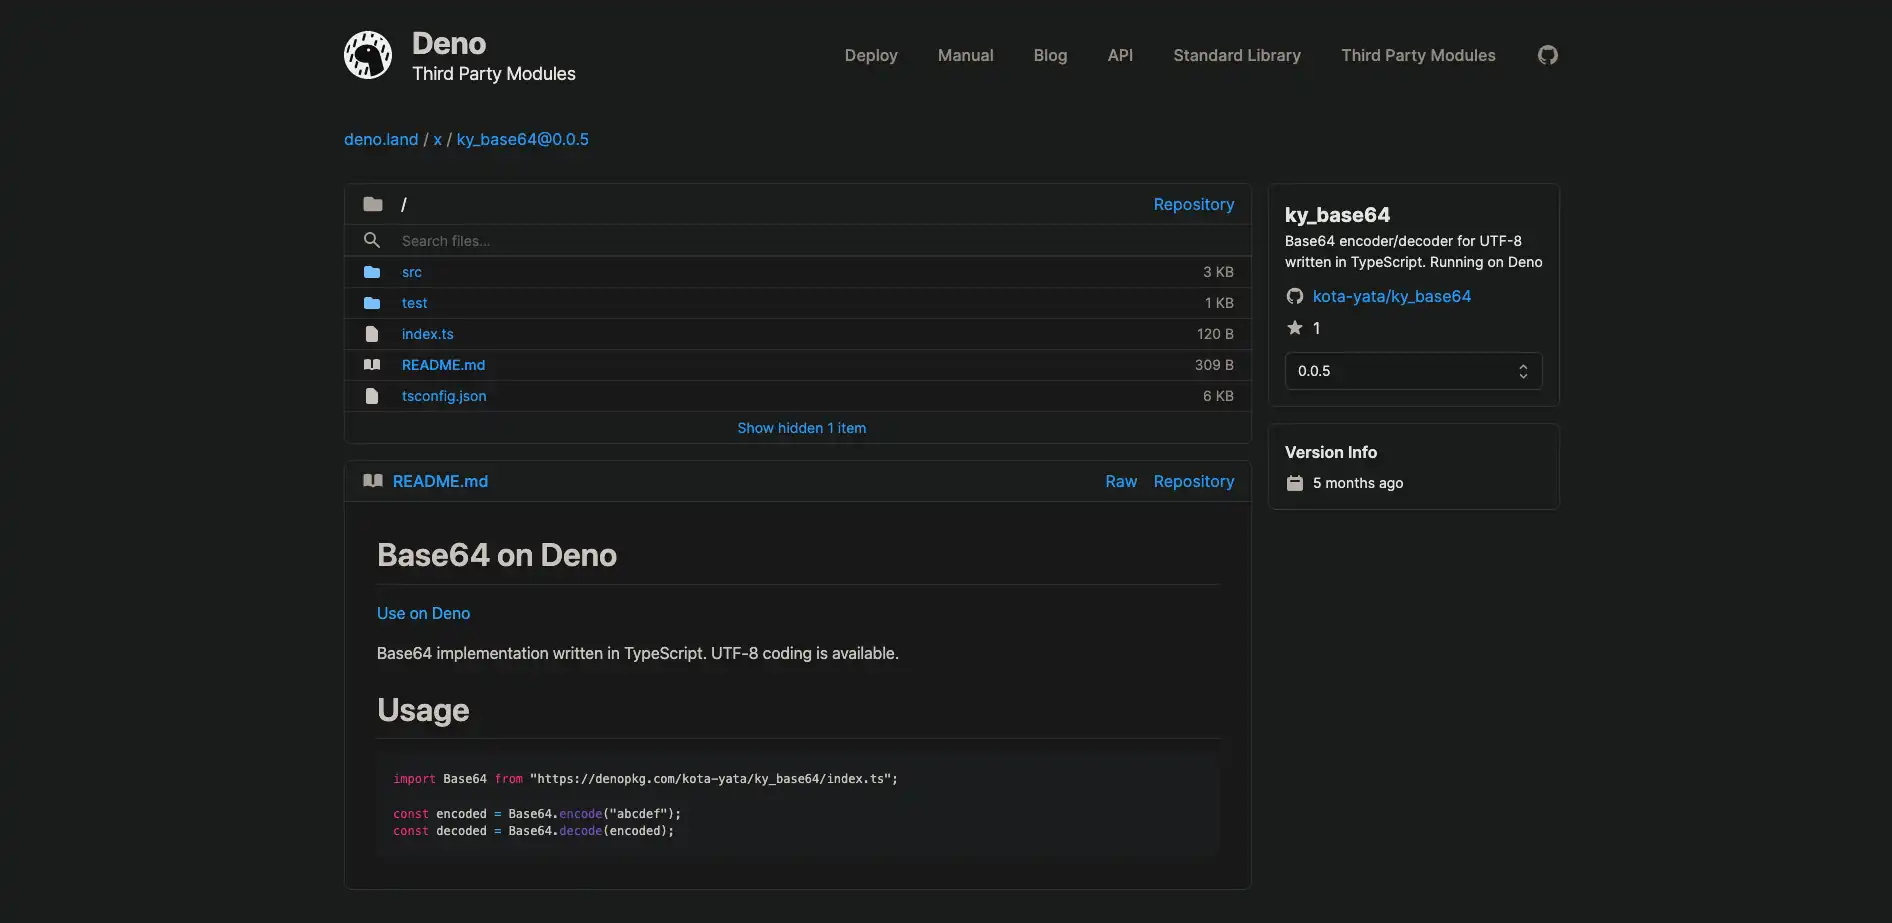 Deno
Third Party Modules
Deploy Manual Blog API Standard Library Third Party Modules
deno.land / x / ky_base64@0.0.5
/ Repository
Search files...
src 3 KB
test 1 KB
index.ts 120 B
README.md 309 B
tsconfig.json 6 KB
Show hidden 1 item
ky_base64
Base64 encoder/decoder for UTF-8
written in TypeScript. Running on Deno
kota-yata/ky_base64
1
0.0.5
Version Info
5 months ago
README.md Raw Repository
Base64 on Deno
Use on Deno
Base64 implementation written in TypeScript. UTF-8 coding is available.
Usage
import Base64 from "https://denopkg.com/kota-yata/ky_base64/index.ts";
const encoded = Base64.encode("abcdef");
const decoded = Base64.decode(encoded);